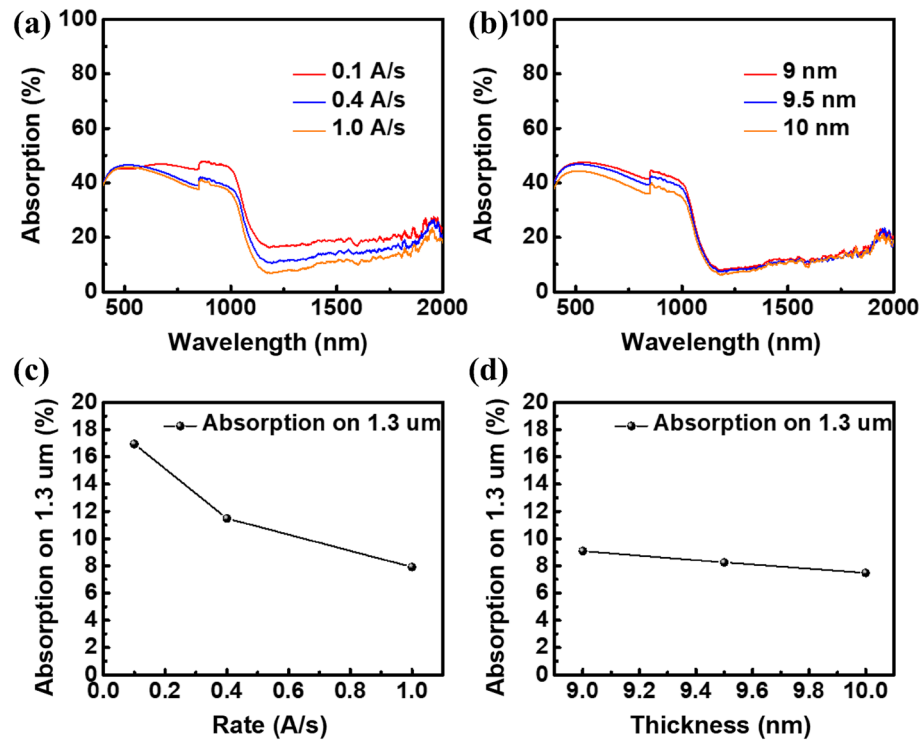 (a)
100
80
60
40
20
0
Absorption (%)
0.1 A/s
0.4 A/s
1.0 A/s
500
1000
1500
2000
Wavelength (nm)
(b)
100
80
60
40
20
0
Absorption (%)
9 nm
9.5 nm
10 nm
500
1000
1500
2000
Wavelength (nm)
(c)
20
18
16
14
12
10
8
6
4
2
0
Absorption on 1.3 um (%)
Absorption on 1.3 um
0.0
0.2
0.4
0.6
0.8
1.0
Rate (A/s)
(d)
20
18
16
14
12
10
8
6
4
2
0
Absorption on 1.3 um (%)
Absorption on 1.3 um
9.0
9.2
9.4
9.6
9.8
10.0
Thickness (nm)